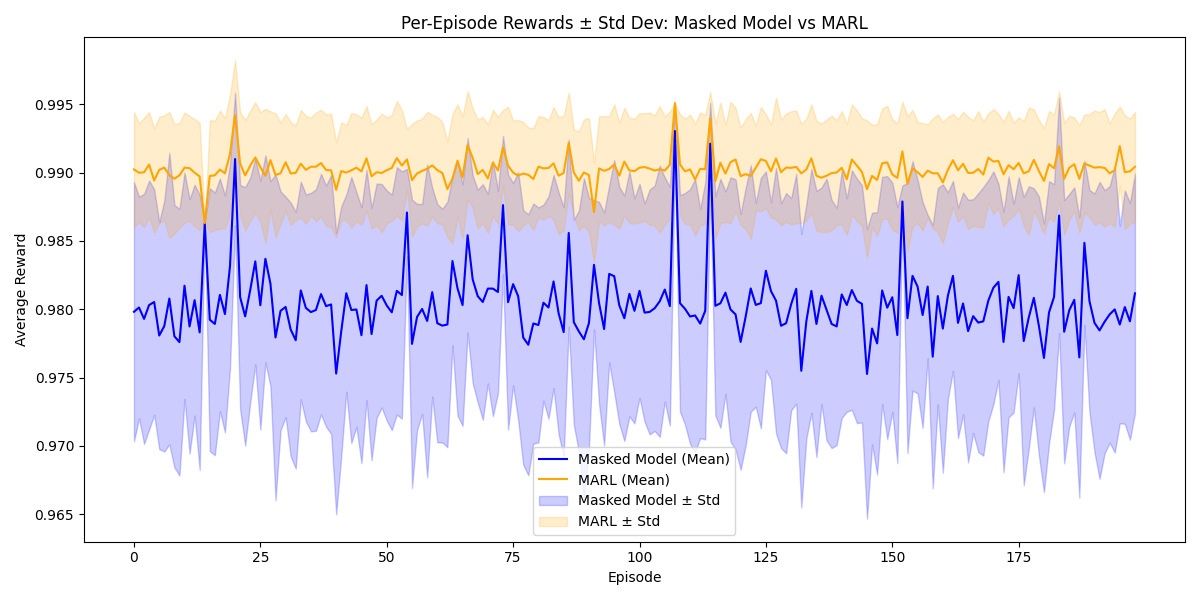 Per-Episode Rewards ± Std Dev: Masked Model vs MARL
Average Reward
0.995
0.990
0.985
0.980
0.975
0.970
0.965
Masked Model (Mean)
MARL (Mean)
Masked Model ± Std
MARL ± Std
0 25 50 75 100 125 150 175
Episode